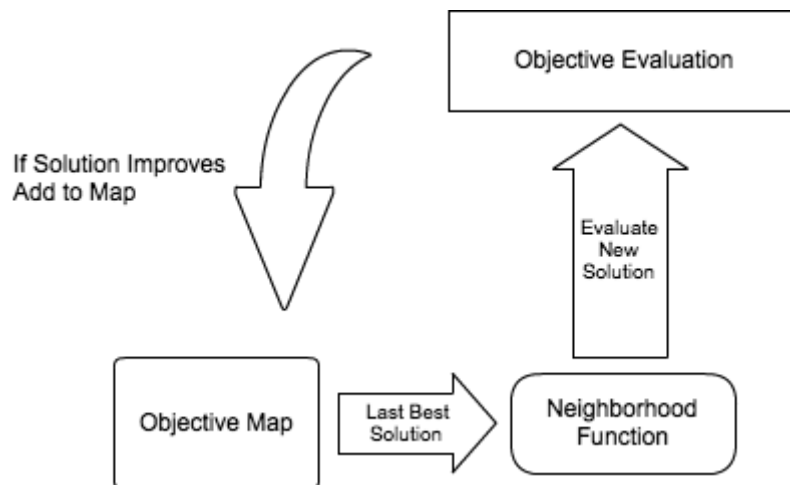 Objective Evaluation
If Solution Improves
Add to Map
Evaluate
New
Solution
Objective Map
Last Best
Solution
Neighborhood
Function